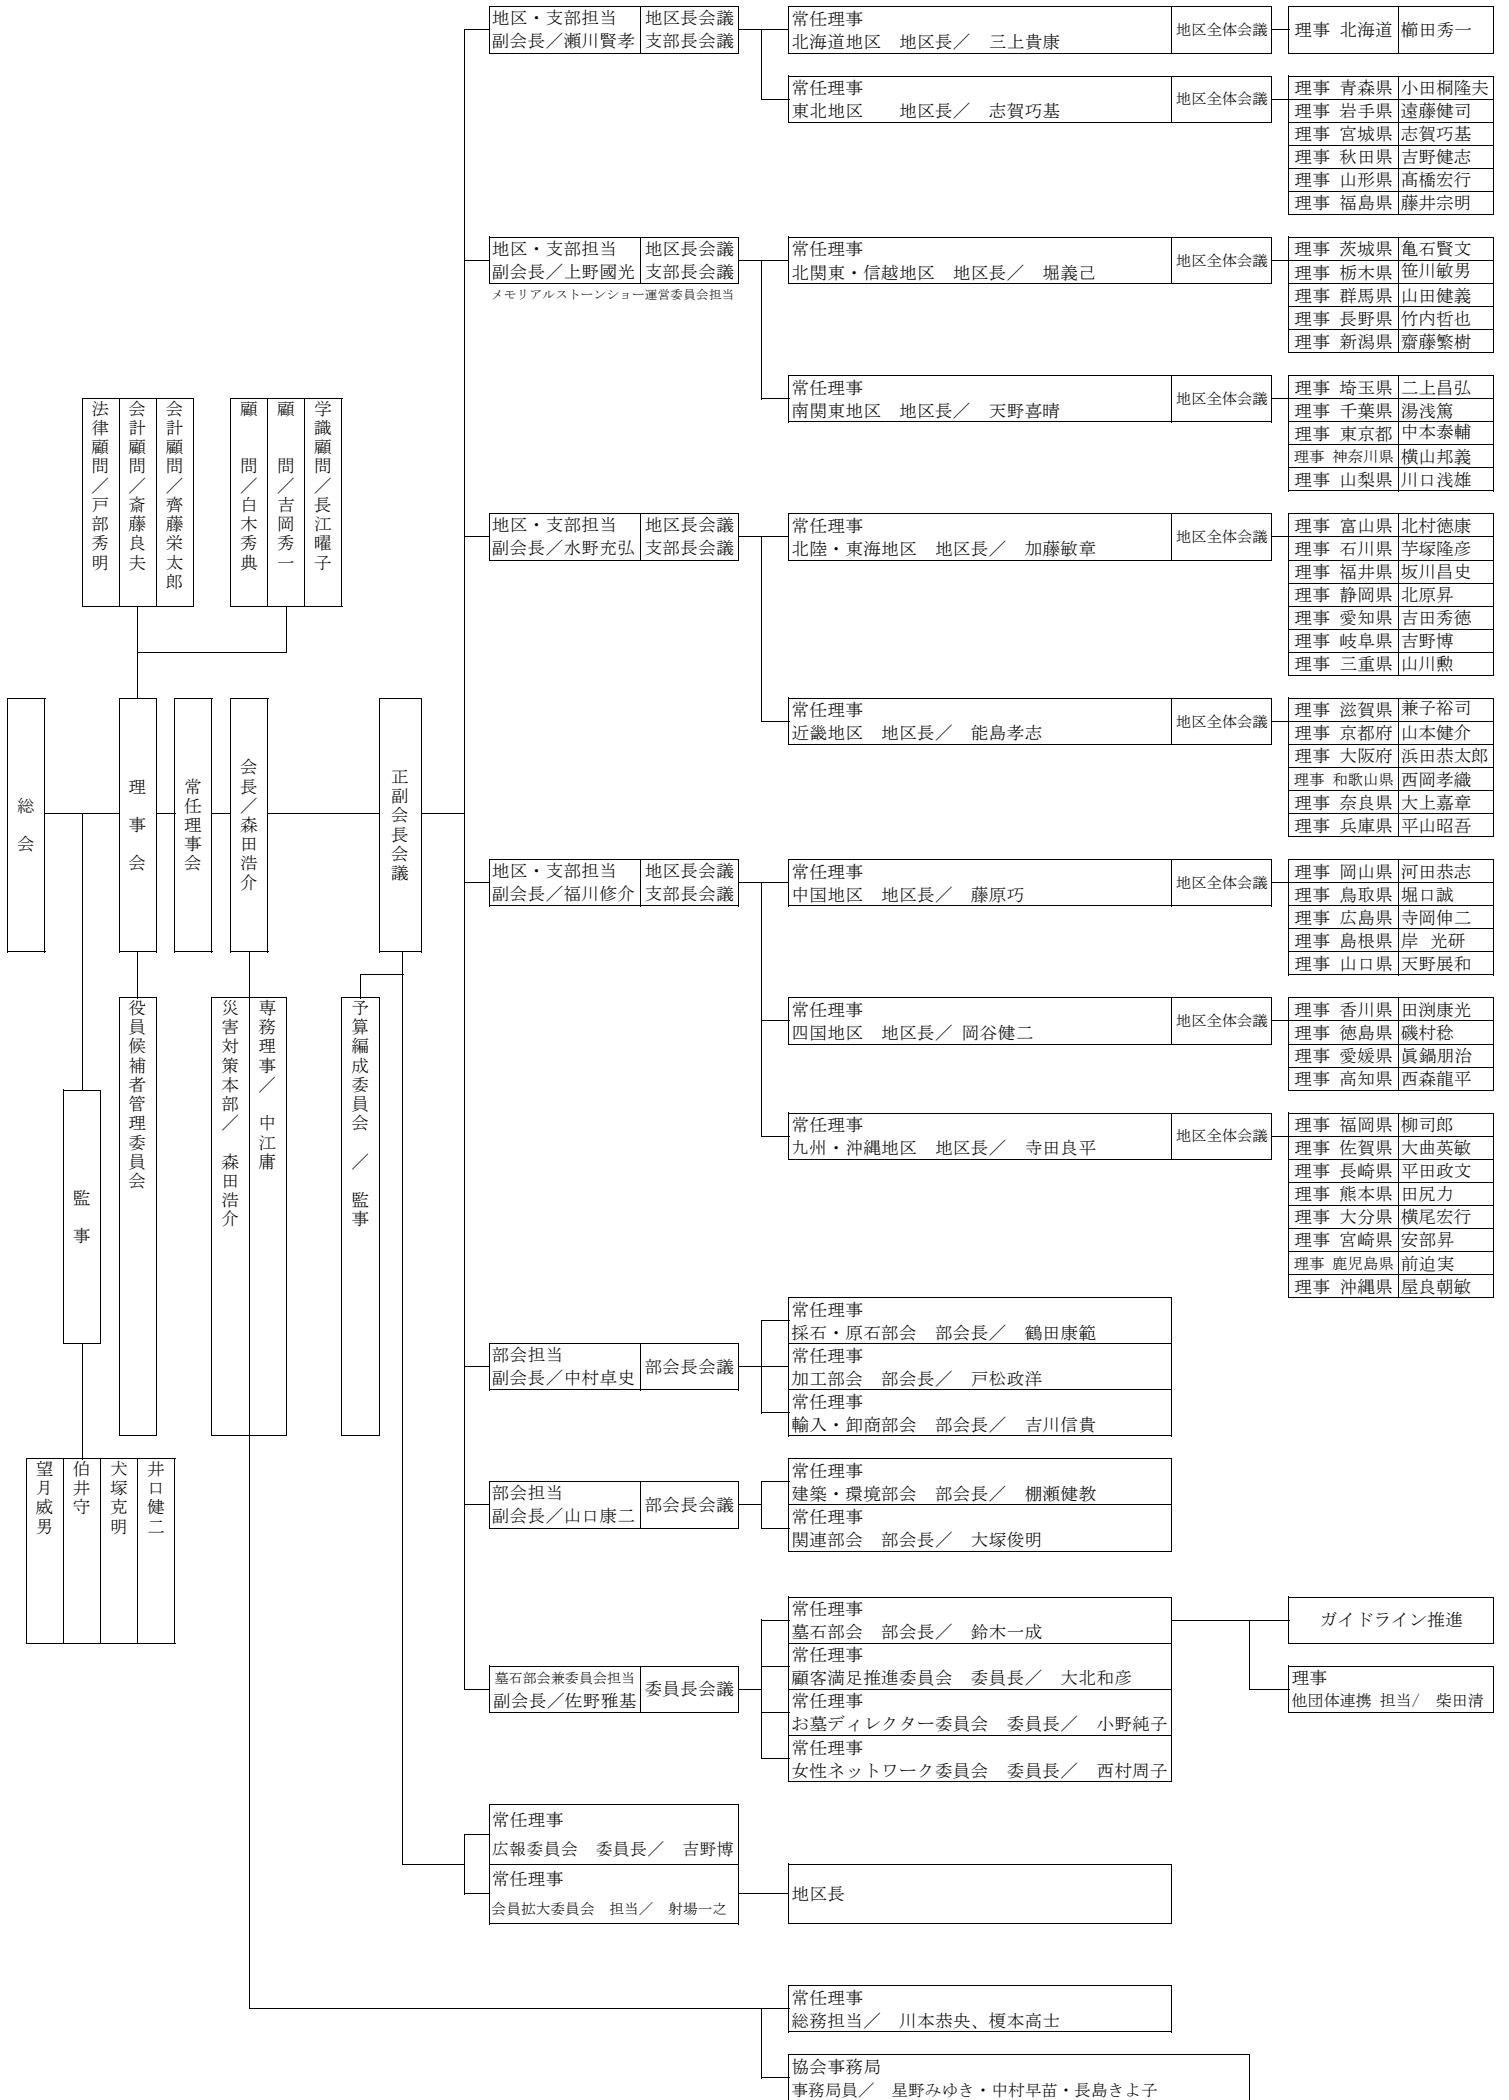 総会
理事会
常任理事会
会長／森田浩介
正副会長会議
法律顧問／戸部秀明
会計顧問／斎藤良夫
会計顧問／齊藤栄太郎
顧　問／白木秀典
顧　問／吉岡秀一
学識顧問／長江曜子
監事
望月威男
伯井守
犬塚克明
井口健二
役員候補者管理委員会
災害対策本部／　森田浩介
専務理事／　中江庸
予算編成委員会　／　監事
地区・支部担当
副会長／瀬川賢孝
地区長会議
支部長会議
常任理事
北海道地区　地区長／　三上貴康
地区全体会議
理事 北海道 櫛田秀一
常任理事
東北地区　　地区長／　志賀巧基
地区全体会議
理事 青森県 小田桐隆夫
理事 岩手県 遠藤健司
理事 宮城県 志賀巧基
理事 秋田県 吉野健志
理事 山形県 髙橋宏行
理事 福島県 藤井宗明
地区・支部担当
副会長／上野國光
地区長会議
支部長会議
メモリアルストーンショー運営委員会担当
常任理事
北関東・信越地区　地区長／　堀義己
地区全体会議
理事 茨城県 亀石賢文
理事 栃木県 笹川敏男
理事 群馬県 山田健義
理事 長野県 竹内哲也
理事 新潟県 齋藤繁樹
常任理事
南関東地区　地区長／　天野喜晴
地区全体会議
理事 埼玉県 二上昌弘
理事 千葉県 湯浅篤
理事 東京都 中本泰輔
理事 神奈川県 横山邦義
理事 山梨県 川口浅雄
地区・支部担当
副会長／水野充弘
地区長会議
支部長会議
常任理事
北陸・東海地区　地区長／　加藤敏章
地区全体会議
理事 富山県 北村徳康
理事 石川県 芋塚隆彦
理事 福井県 坂川昌史
理事 静岡県 北原昇
理事 愛知県 吉田秀徳
理事 岐阜県 吉野博
理事 三重県 山川勲
常任理事
近畿地区　地区長／　能島孝志
地区全体会議
理事 滋賀県 兼子裕司
理事 京都府 山本健介
理事 大阪府 浜田恭太郎
理事 和歌山県 西岡孝織
理事 奈良県 大上嘉章
理事 兵庫県 平山昭吾
地区・支部担当
副会長／福川修介
地区長会議
支部長会議
常任理事
中国地区　地区長／　藤原巧
地区全体会議
理事 岡山県 河田恭志
理事 鳥取県 堀口誠
理事 広島県 寺岡伸二
理事 島根県 岸 光研
理事 山口県 天野展和
常任理事
四国地区　地区長／ 岡谷健二
地区全体会議
理事 香川県 田渕康光
理事 徳島県 磯村稔
理事 愛媛県 眞鍋朋治
理事 高知県 西森龍平
常任理事
九州・沖縄地区　地区長／　寺田良平
地区全体会議
理事 福岡県 柳司郎
理事 佐賀県 大曲英敏
理事 長崎県 平田政文
理事 熊本県 田尻力
理事 大分県 横尾宏行
理事 宮崎県 安部昇
理事 鹿児島県 前迫実
理事 沖縄県 屋良朝敏
部会担当
副会長／中村卓史
部会長会議
常任理事
採石・原石部会　部会長／　鶴田康範
常任理事
加工部会　部会長／　戸松政洋
常任理事
輸入・卸商部会　部会長／　吉川信貴
部会担当
副会長／山口康二
部会長会議
常任理事
建築・環境部会　部会長／　棚瀬健教
常任理事
関連部会　部会長／　大塚俊明
墓石部会兼委員会担当
副会長／佐野雅基
委員長会議
常任理事
墓石部会　部会長／　鈴木一成
常任理事
顧客満足推進委員会　委員長／　大北和彦
常任理事
お墓ディレクター委員会　委員長／　小野純子
常任理事
女性ネットワーク委員会　委員長／　西村周子
ガイドライン推進
理事
他団体連携 担当/　柴田清
常任理事
広報委員会　委員長／　吉野博
常任理事
会員拡大委員会　担当／　射場一之
地区長
常任理事
総務担当／　川本恭央、榎本高士
協会事務局
事務局員／　星野みゆき・中村早苗・長島きよ子